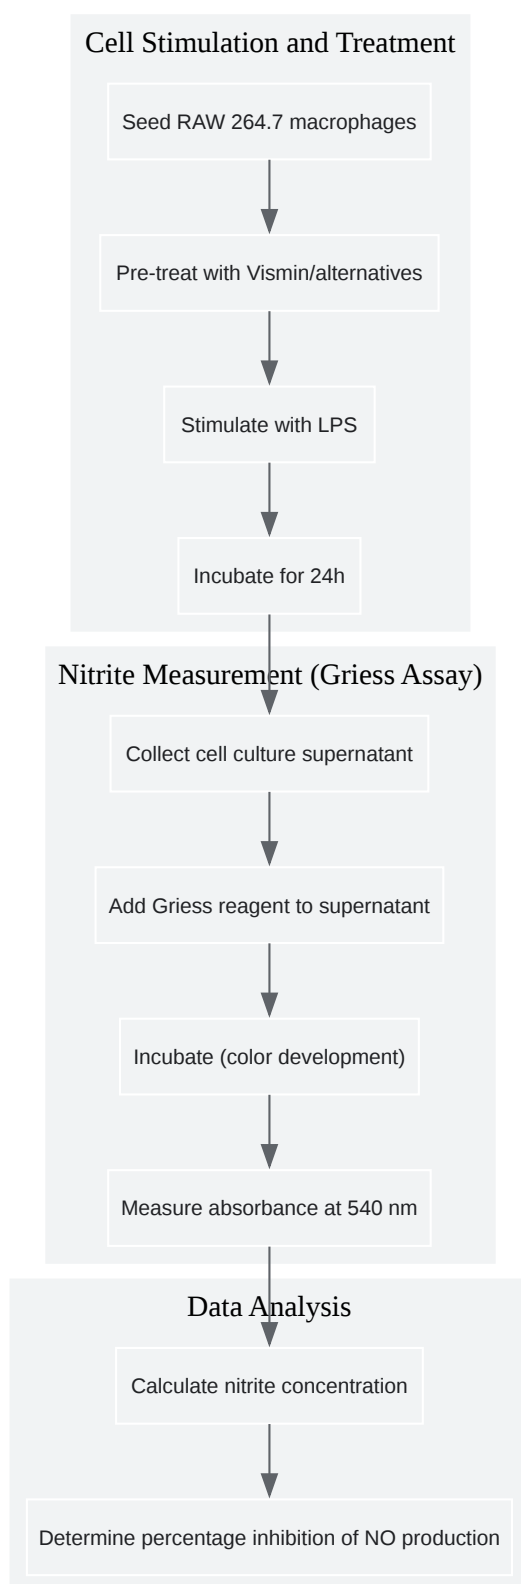 Cell Stimulation and Treatment
Seed RAW 264.7 macrophages
Pre-treat with Vismin/alternatives
Stimulate with LPS
Incubate for 24h
Nitrite Measurement (Griess Assay)
Collect cell culture supernatant
Add Griess reagent to supernatant
Incubate (color development)
Measure absorbance at 540 nm
Data Analysis
Calculate nitrite concentration
Determine percentage inhibition of NO production